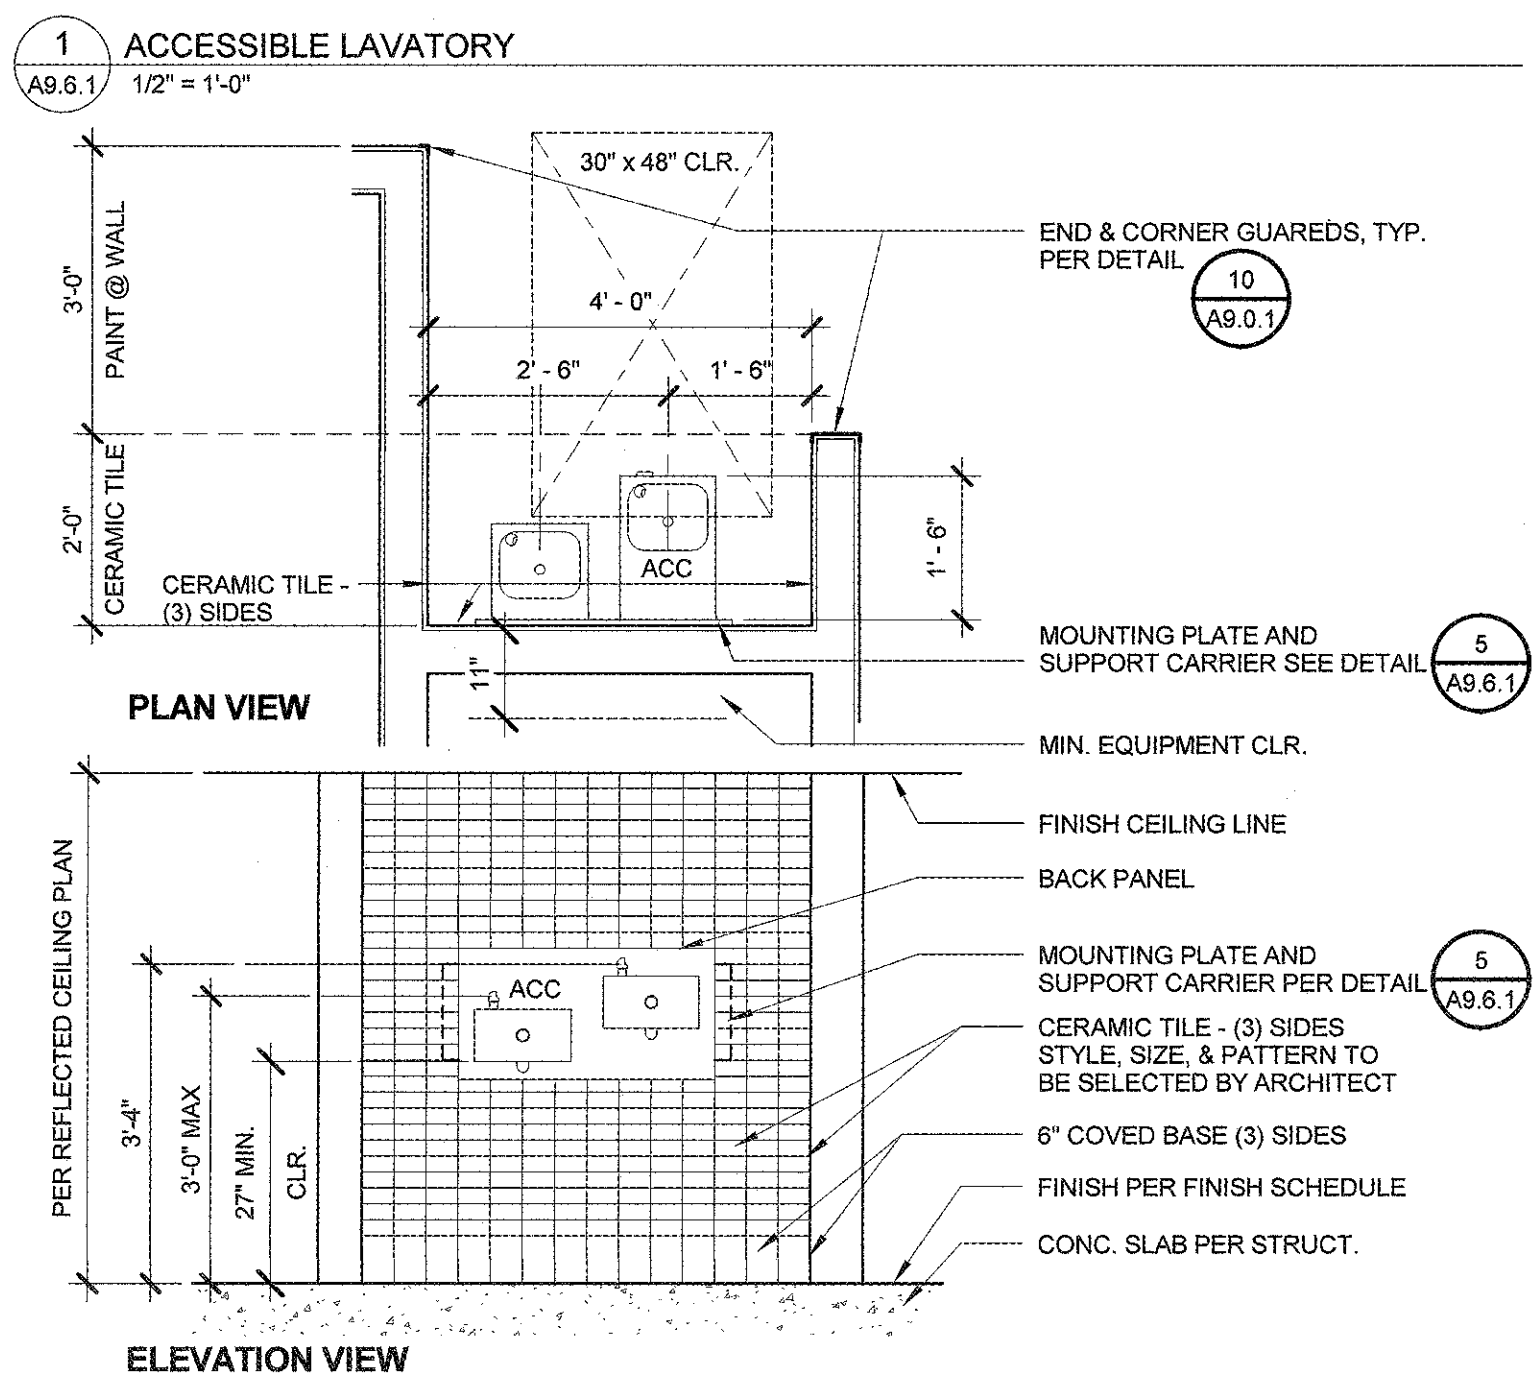 1
ACCESSIBLE LAVATORY
A9.6.1
1/2" = 1'-0"
30" x 48" CLR.
3'-0"
PAINT @ WALL
END & CORNER GUAREDS, TYP.
PER DETAIL
10
A9.0.1
4' - 0"
2' - 6"
1' - 6"
2'-0"
CERAMIC TILE
CERAMIC TILE -
(3) SIDES
ACC
1' - 6"
MOUNTING PLATE AND
SUPPORT CARRIER SEE DETAIL
5
A9.6.1
11"
PLAN VIEW
MIN. EQUIPMENT CLR.
FINISH CEILING LINE
BACK PANEL
PER REFLECTED CEILING PLAN
MOUNTING PLATE AND
SUPPORT CARRIER PER DETAIL
5
A9.6.1
ACC
CERAMIC TILE - (3) SIDES
STYLE, SIZE, & PATTERN TO
BE SELECTED BY ARCHITECT
3'-4"
3'-0" MAX
27" MIN.
CLR.
6" COVED BASE (3) SIDES
FINISH PER FINISH SCHEDULE
CONC. SLAB PER STRUCT.
ELEVATION VIEW